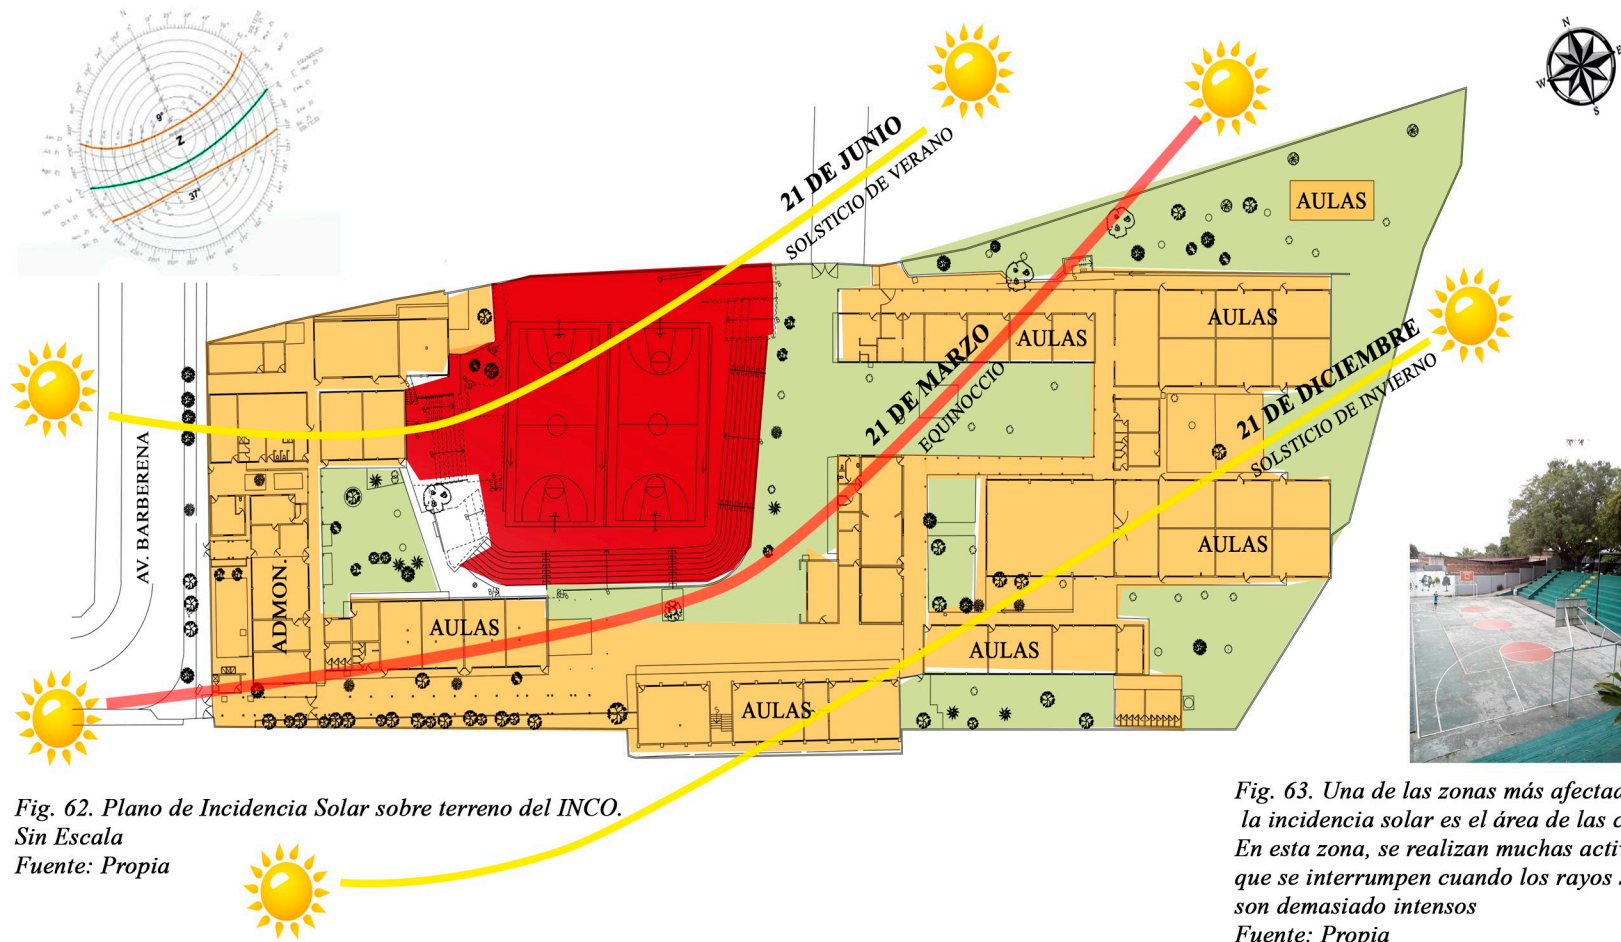 N
9°
Z
37°
S
N
E
W
S
21 DE JUNIO
SOLSTICIO DE VERANO
21 DE MARZO
EQUINOCCIO
21 DE DICIEMBRE
SOLSTICIO DE INVIERNO
AULAS
AULAS
AULAS
AULAS
AULAS
AULAS
AULAS
ADMON.
AV. BARBERENA
Fig. 62. Plano de Incidencia Solar sobre terreno del INCO.
Sin Escala
Fuente: Propia
Fig. 63. Una de las zonas más afectad
la incidencia solar es el área de las c
En esta zona, se realizan muchas activ
que se interrumpen cuando los rayos
son demasiado intensos
Fuente: Propia